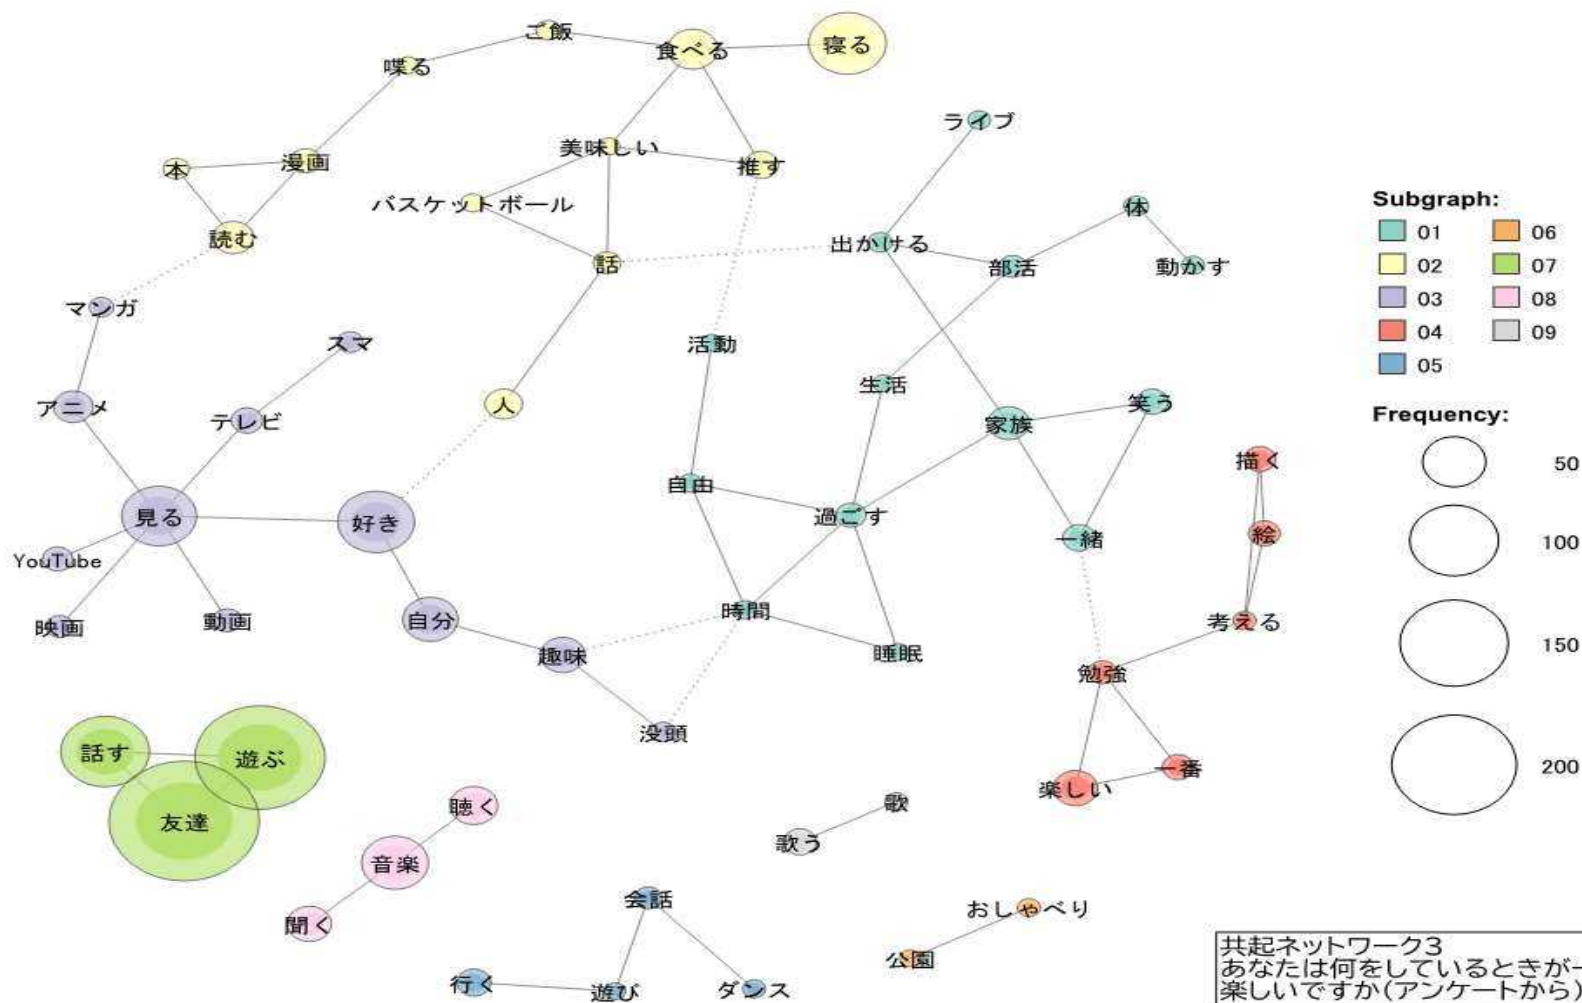 ご飯
食べる
寝る
喋る
ライブ
美味しい
本
漫画
推す
バスケットボール
体
読む
話
出かける
部活
動かす
マンガ
スマ
活動
生活
アニメ
テレビ
人
家族
笑う
描く
見る
好き
自由
過ごす
一緒
絵
YouTube
映画
動画
自分
趣味
時間
睡眠
考える
勉強
没頭
話す
遊ぶ
友達
楽しい
一番
聴く
音楽
聞く
歌
歌う
会話
行く
遊び
ダンス
おしゃべり
公園
Subgraph:
01
06
02
07
03
08
04
09
05
Frequency:
50
100
150
200
共起ネットワーク3
あなたは何をしているときが一
楽しいですか(アンケートから)